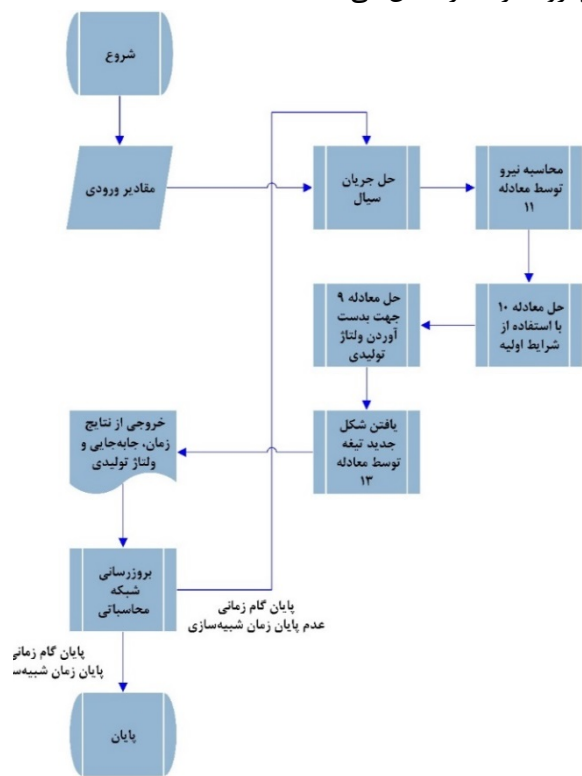 شروع
مقادیر ورودی
حل جریان
سیال
محاسبه نیرو
توسط معادله
۱۱
حل معادله ۱۰
با استفاده از
شرایط اولیه
حل معادله ۹
جهت بدست
آوردن ولتاژ
تولیدی
یافتن شکل
جدید تیغه
توسط معادله
۱۳
خروجی از نتایج
زمان، جابه‌جایی و
ولتاژ تولیدی
بروزرسانی
شبکه
محاسباتی
پایان گام زمانی
عدم پایان زمان شبیه‌سازی
پایان گام زمانی
پایان زمان
پایان